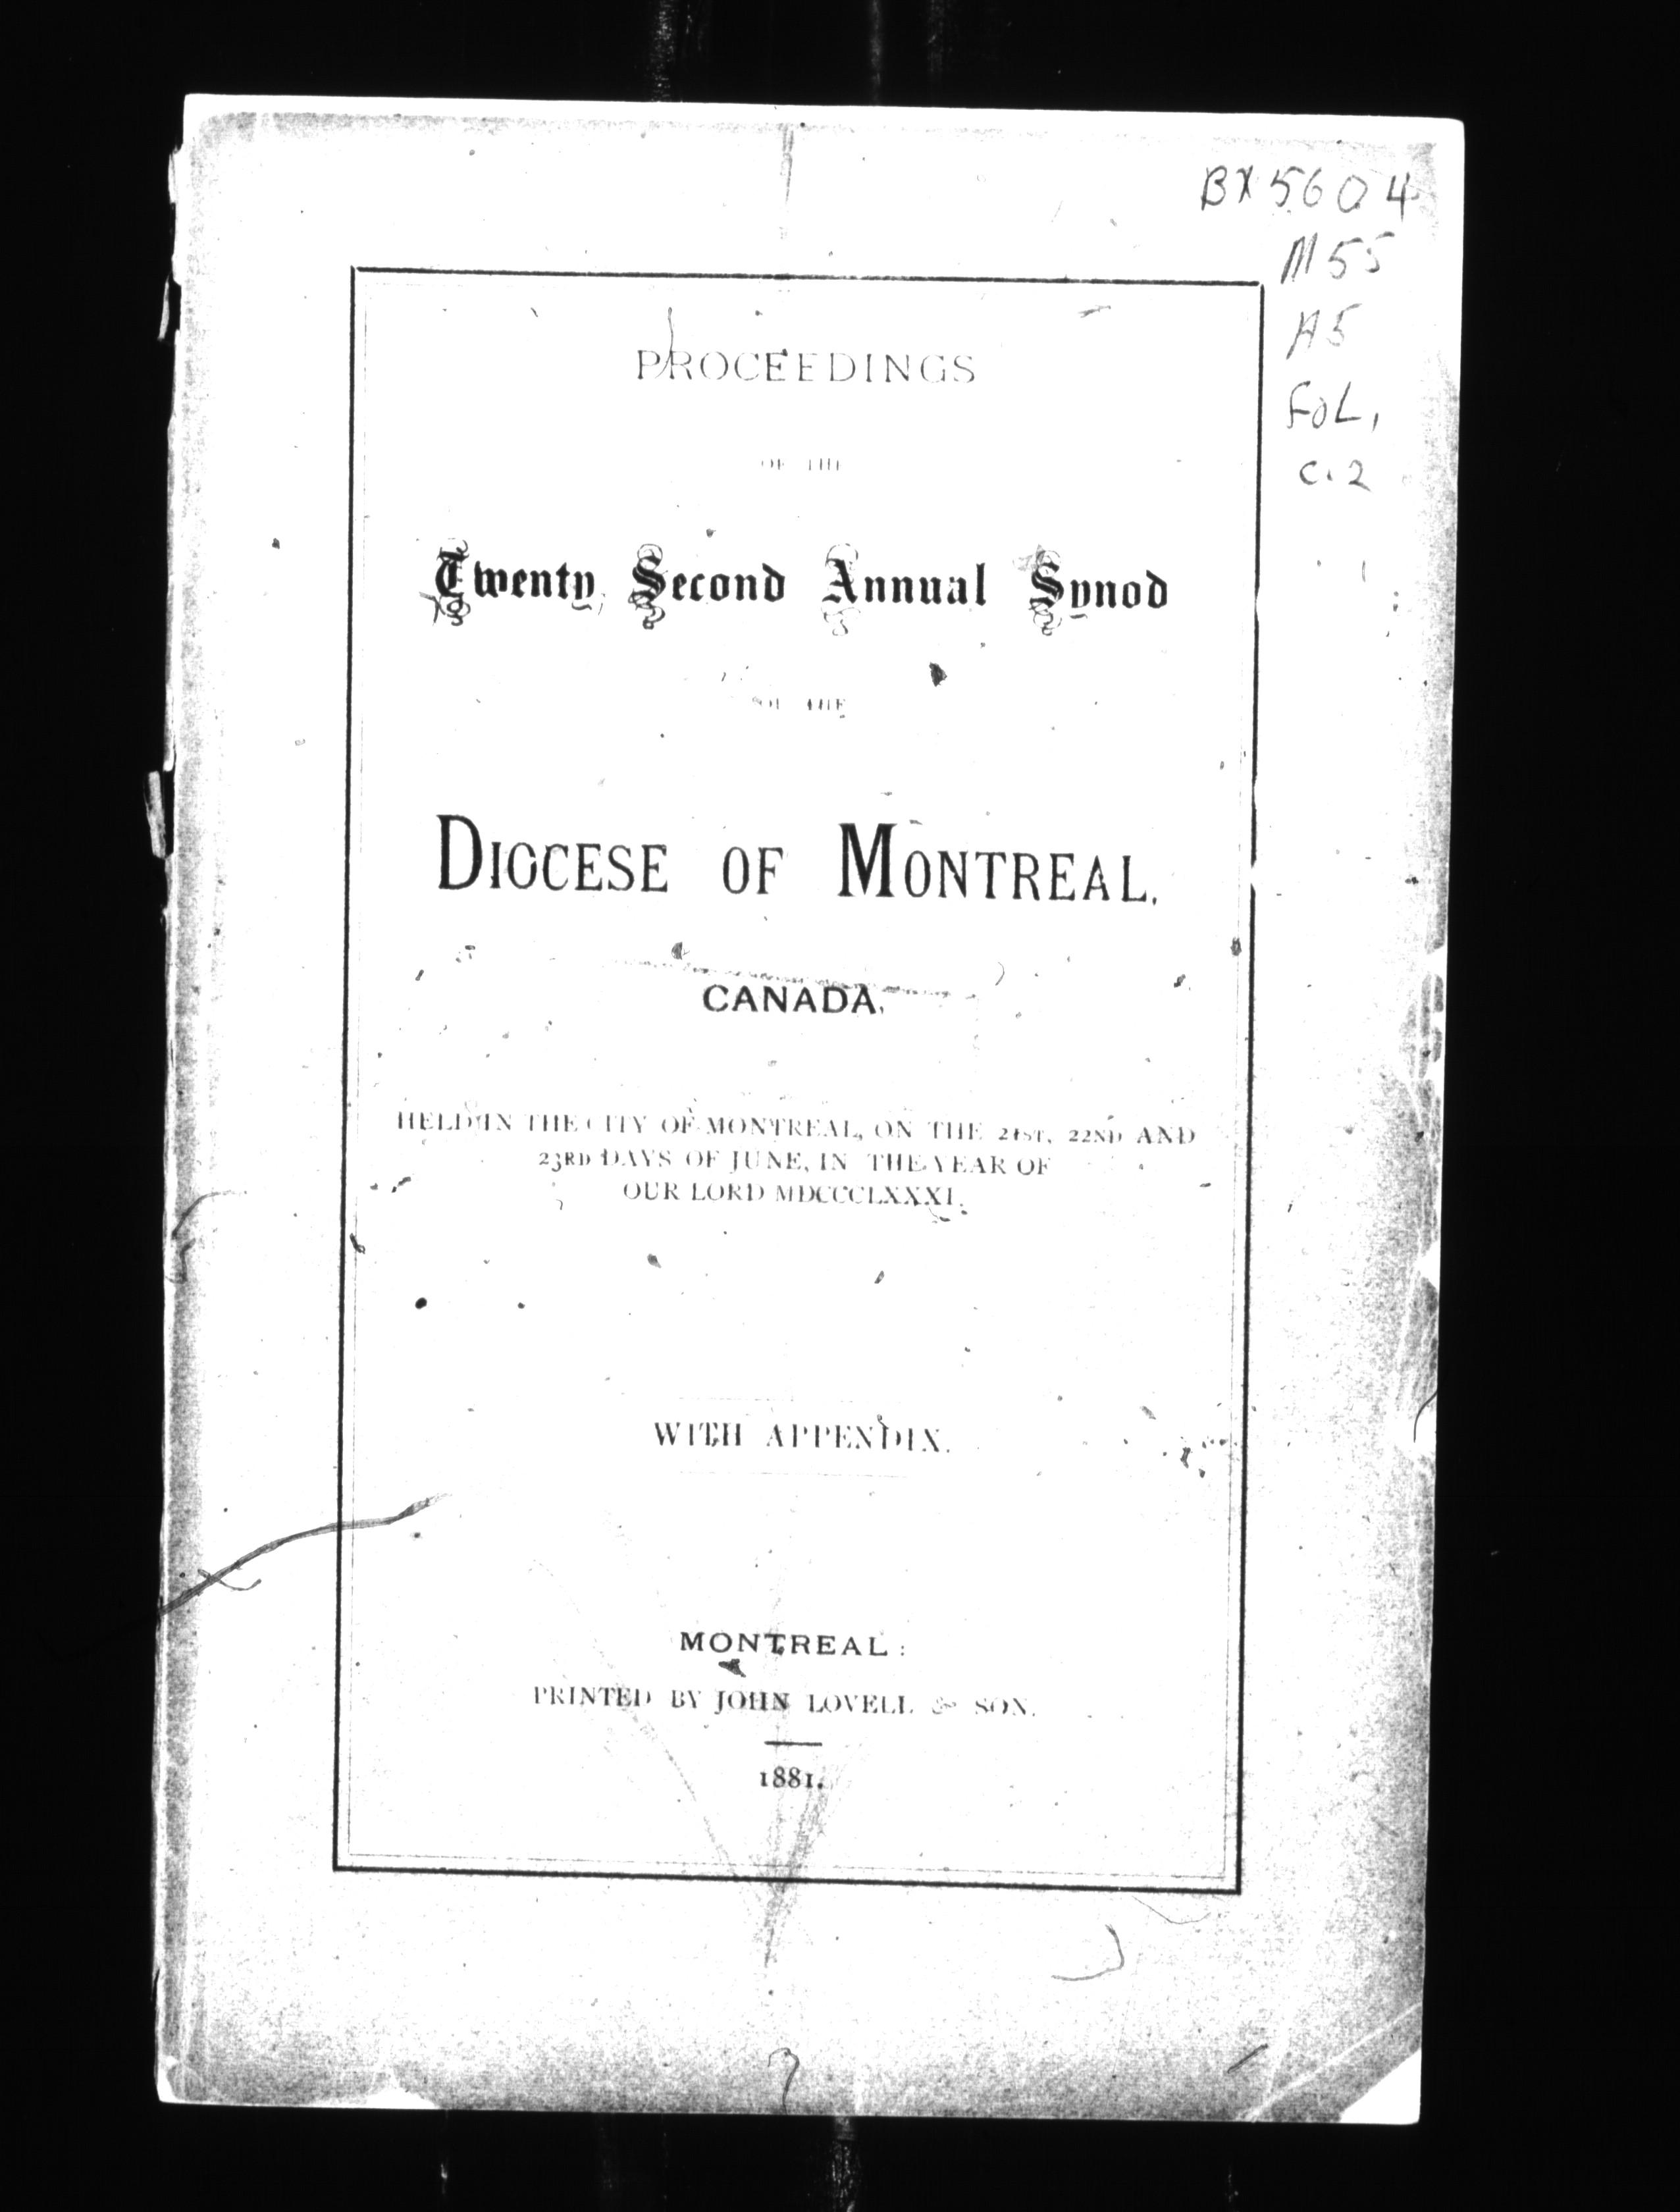 BX 5604
M55
A5
FOL.
C.2
PROCEEDINGS
OF THE
Twenty Second Annual Synod
OF THE
DIOCESE OF MONTREAL,
CANADA,
HELD IN THE CITY OF MONTREAL, ON THE 21ST, 22ND AND
23RD DAYS OF JUNE, IN THE YEAR OF
OUR LORD MDCCCLXXXI.
WITH APPENDIX.
MONTREAL:
PRINTED BY JOHN LOVELL & SON.
1881.